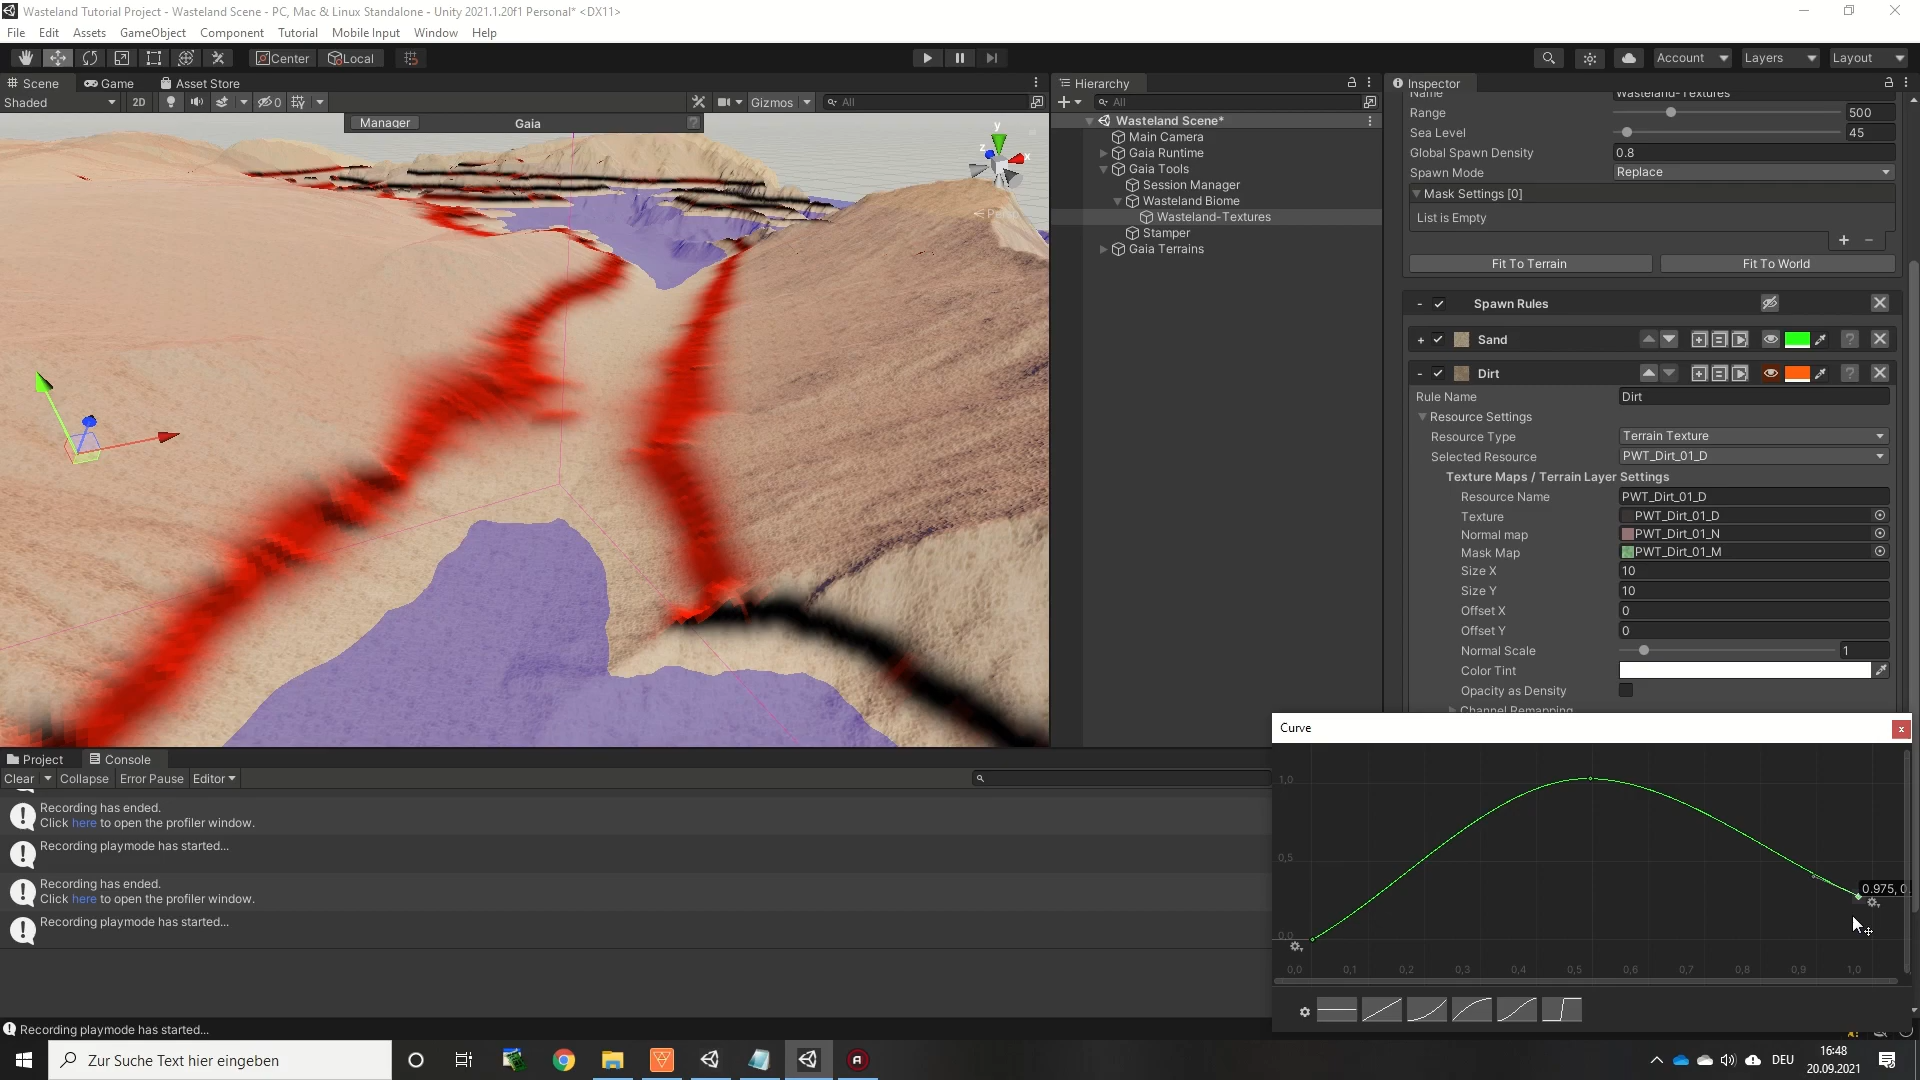 Wasteland Tutorial Project - Wasteland Scene - PC, Mac & Linux Standalone - Unity 2021.1.20f1 Personal* <DX11>
File Edit Assets GameObject Component Tutorial Mobile Input Window Help
Center Local Account Layers Layout
Scene Game Asset Store
Shaded 2D 0 Gizmos All
Manager Gaia
y
z x
Hierarchy
All
Wasteland Scene*
Main Camera
Gaia Runtime
Gaia Tools
Session Manager
Wasteland Biome
Wasteland-Textures
Stamper
Gaia Terrains
Inspector
Name Wasteland-Textures
Range 500
Sea Level 45
Global Spawn Density 0.8
Spawn Mode Replace
Mask Settings [0]
List is Empty
+ -
Fit To Terrain Fit To World
- Spawn Rules
+ Sand
- Dirt
Rule Name Dirt
Resource Settings
Resource Type Terrain Texture
Selected Resource PWT_Dirt_01_D
Texture Maps / Terrain Layer Settings
Resource Name PWT_Dirt_01_D
Texture PWT_Dirt_01_D
Normal map PWT_Dirt_01_N
Mask Map PWT_Dirt_01_M
Size X 10
Size Y 10
Offset X 0
Offset Y 0
Normal Scale 1
Color Tint
Opacity as Density
Channel Remapping
Curve
1,0
0,5
0,0
0.975, 0.
0,0 0,1 0,2 0,3 0,4 0,5 0,6 0,7 0,8 0,9 1,0
Project Console
Clear Collapse Error Pause Editor
Recording has ended.
Click here to open the profiler window.
Recording playmode has started...
Recording has ended.
Click here to open the profiler window.
Recording playmode has started...
Recording playmode has started...
Zur Suche Text hier eingeben
DEU
16:48
20.09.2021